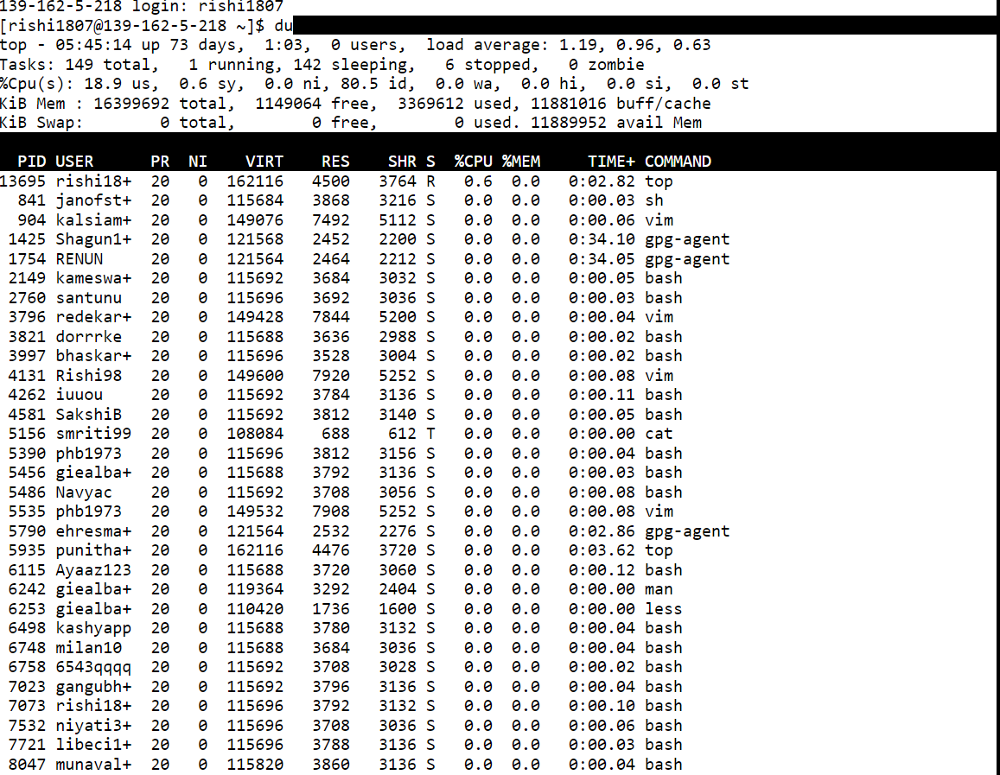 139-162-5-218 login: rishi1807
[rishi1807@139-162-5-218 ~]$ du
top - 05:45:14 up 73 days,  1:03,  0 users,  load average: 1.19, 0.96, 0.63
Tasks: 149 total,   1 running, 142 sleeping,   6 stopped,   0 zombie
%Cpu(s): 18.9 us,  0.6 sy,  0.0 ni, 80.5 id,  0.0 wa,  0.0 hi,  0.0 si,  0.0 st
KiB Mem : 16399692 total,  1149064 free,  3369612 used, 11881016 buff/cache
KiB Swap:        0 total,        0 free,        0 used. 11889952 avail Mem
  PID USER      PR  NI    VIRT    RES    SHR S  %CPU %MEM     TIME+ COMMAND
13695 rishi18+  20   0  162116   4500   3764 R   0.6  0.0   0:02.82 top
  841 janofst+  20   0  115684   3868   3216 S   0.0  0.0   0:00.03 sh
  904 kalsiam+  20   0  149076   7492   5112 S   0.0  0.0   0:00.06 vim
 1425 Shagun1+  20   0  121568   2452   2200 S   0.0  0.0   0:34.10 gpg-agent
 1754 RENUN     20   0  121564   2464   2212 S   0.0  0.0   0:34.05 gpg-agent
 2149 kameswa+  20   0  115692   3684   3032 S   0.0  0.0   0:00.05 bash
 2760 santunu   20   0  115696   3692   3036 S   0.0  0.0   0:00.03 bash
 3796 redekar+  20   0  149428   7844   5200 S   0.0  0.0   0:00.04 vim
 3821 dorrrke   20   0  115688   3636   2988 S   0.0  0.0   0:00.02 bash
 3997 bhaskar+  20   0  115696   3528   3004 S   0.0  0.0   0:00.02 bash
 4131 Rishi98   20   0  149600   7920   5252 S   0.0  0.0   0:00.08 vim
 4262 iuuou     20   0  115692   3784   3136 S   0.0  0.0   0:00.11 bash
 4581 SakshiB   20   0  115692   3812   3140 S   0.0  0.0   0:00.05 bash
 5156 smriti99  20   0  108084    688    612 T   0.0  0.0   0:00.00 cat
 5390 phb1973   20   0  115696   3812   3156 S   0.0  0.0   0:00.04 bash
 5456 giealba+  20   0  115688   3792   3136 S   0.0  0.0   0:00.03 bash
 5486 Navyac    20   0  115692   3708   3056 S   0.0  0.0   0:00.08 bash
 5535 phb1973   20   0  149532   7908   5252 S   0.0  0.0   0:00.08 vim
 5790 ehresma+  20   0  121564   2532   2276 S   0.0  0.0   0:02.86 gpg-agent
 5935 punitha+  20   0  162116   4476   3720 S   0.0  0.0   0:03.62 top
 6115 Ayaaz123  20   0  115688   3720   3060 S   0.0  0.0   0:00.12 bash
 6242 giealba+  20   0  119364   3292   2404 S   0.0  0.0   0:00.00 man
 6253 giealba+  20   0  110420   1736   1600 S   0.0  0.0   0:00.00 less
 6498 kashyapp  20   0  115688   3780   3132 S   0.0  0.0   0:00.04 bash
 6748 milan10   20   0  115688   3684   3036 S   0.0  0.0   0:00.04 bash
 6758 6543qqqq  20   0  115692   3708   3028 S   0.0  0.0   0:00.02 bash
 7023 gangubh+  20   0  115692   3796   3136 S   0.0  0.0   0:00.04 bash
 7073 rishi18+  20   0  115696   3792   3132 S   0.0  0.0   0:00.10 bash
 7532 niyati3+  20   0  115696   3708   3036 S   0.0  0.0   0:00.06 bash
 7721 libeci1+  20   0  115696   3788   3136 S   0.0  0.0   0:00.03 bash
 8047 munaval+  20   0  115820   3860   3136 S   0.0  0.0   0:00.04 bash